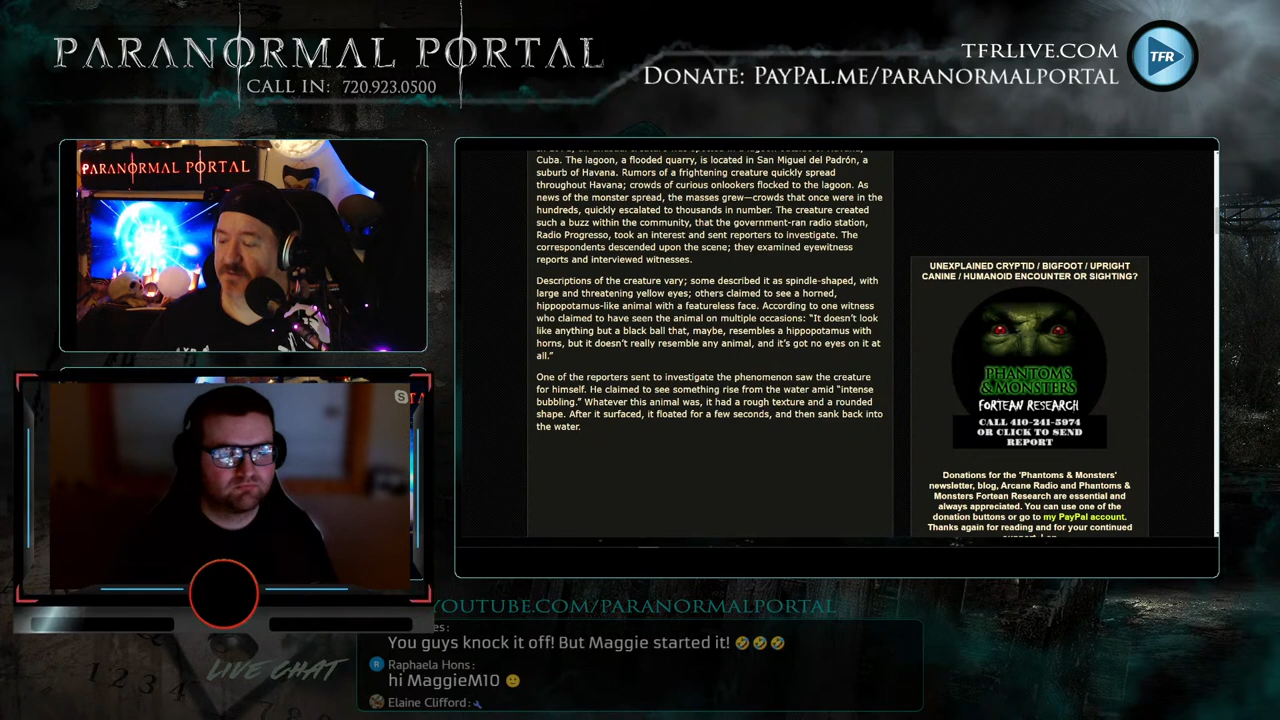 PARANORMAL PORTAL
CALL IN: 720.923.0500
TFRLIVE.COM
DONATE: PAYPAL.ME/PARANORMALPORTAL
TFR
PARANORMAL PORTAL
Cuba. The lagoon, a flooded quarry, is located in San Miguel del Padrón, a
suburb of Havana. Rumors of a frightening creature quickly spread
throughout Havana; crowds of curious onlookers flocked to the lagoon. As
news of the monster spread, the masses grew—crowds that once were in the
hundreds, quickly escalated to thousands in number. The creature created
such a buzz within the community, that the government-ran radio station,
Radio Progresso, took an interest and sent reporters to investigate. The
correspondents descended upon the scene; they examined eyewitness
reports and interviewed witnesses.
Descriptions of the creature vary; some described it as spindle-shaped, with
large and threatening yellow eyes; others claimed to see a horned,
hippopotamus-like animal with a featureless face. According to one witness
who claimed to have seen the animal on multiple occasions: “It doesn’t look
like anything but a black ball that, maybe, resembles a hippopotamus with
horns, but it doesn’t really resemble any animal, and it’s got no eyes on it at
all.”
One of the reporters sent to investigate the phenomenon saw the creature
for himself. He claimed to see something rise from the water amid “intense
bubbling.” Whatever this animal was, it had a rough texture and a rounded
shape. After it surfaced, it floated for a few seconds, and then sank back into
the water.
UNEXPLAINED CRYPTID / BIGFOOT / UPRIGHT
CANINE / HUMANOID ENCOUNTER OR SIGHTING?
PHANTOMS
& MONSTERS
FORTEAN RESEARCH
CALL 410-241-5974
OR CLICK TO SEND
REPORT
Donations for the 'Phantoms & Monsters'
newsletter, blog, Arcane Radio and Phantoms &
Monsters Fortean Research are essential and
always appreciated. You can use one of the
donation buttons or go to my PayPal account.
Thanks again for reading and for your continued
YOUTUBE.COM/PARANORMALPORTAL
LIVE CHAT
es:
You guys knock it off! But Maggie started it! 🤣🤣🤣
R Raphaela Hons:
hi MaggieM10 🙂
Elaine Clifford: